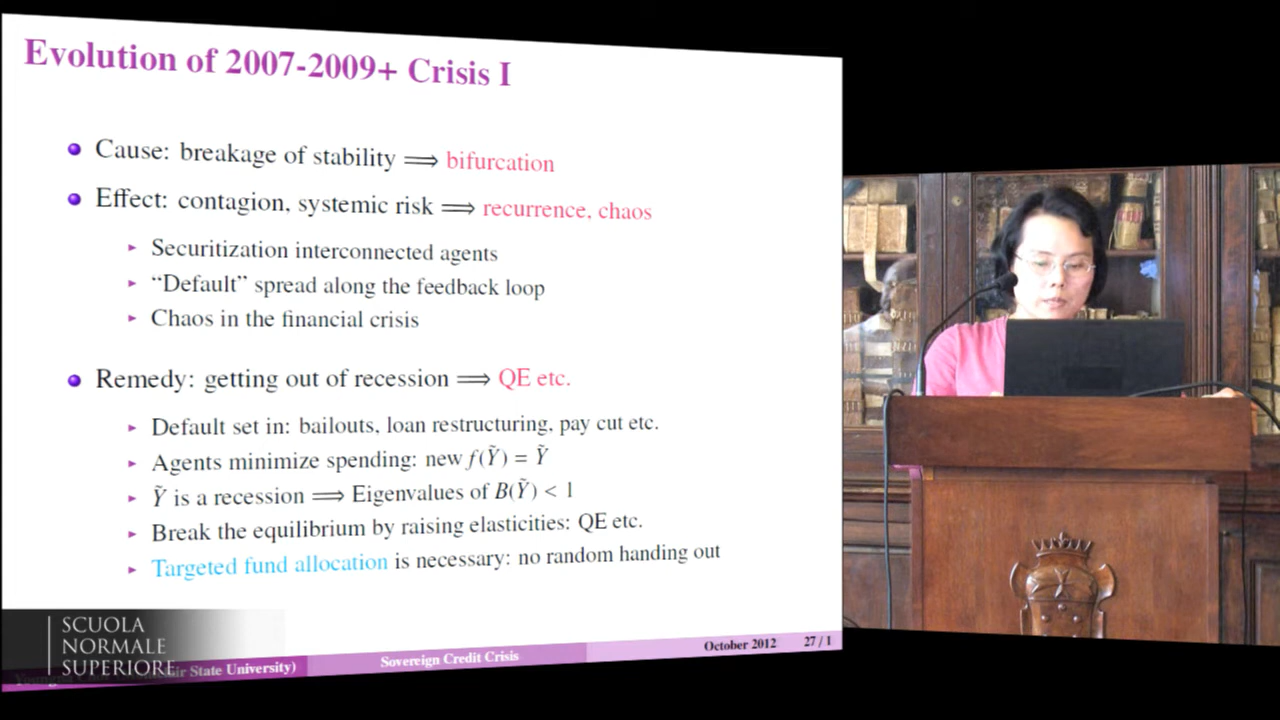 Evolution of 2007-2009+ Crisis I
Cause: breakage of stability ⟹ bifurcation
Effect: contagion, systemic risk ⟹ recurrence, chaos
Securitization interconnected agents
“Default” spread along the feedback loop
Chaos in the financial crisis
Remedy: getting out of recession ⟹ QE etc.
Default set in: bailouts, loan restructuring, pay cut etc.
Agents minimize spending: new f(Ỹ) = Ỹ
Ỹ is a recession ⟹ Eigenvalues of B(Ỹ) < 1
Break the equilibrium by raising elasticities: QE etc.
Targeted fund allocation is necessary: no random handing out
SCUOLA
NORMALE
SUPERIORE
State University)
Sovereign Credit Crisis
October 2012
27 / 1